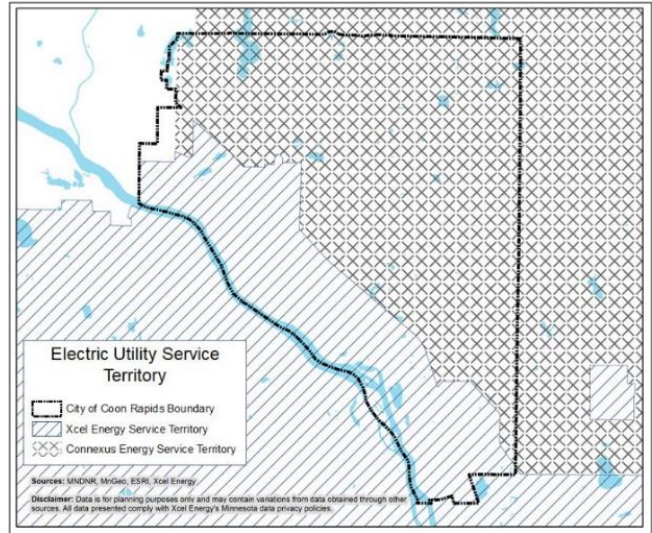 Electric Utility Service
Territory
City of Coon Rapids Boundary
Xcel Energy Service Territory
Connexus Energy Service Territory
Sources: MNDNR, MnGeo, ESRI, Xcel Energy
Disclaimer: Data is for planning purposes only and may contain variations from data obtained through other
sources. All data presented comply with Xcel Energy's Minnesota data privacy policies.